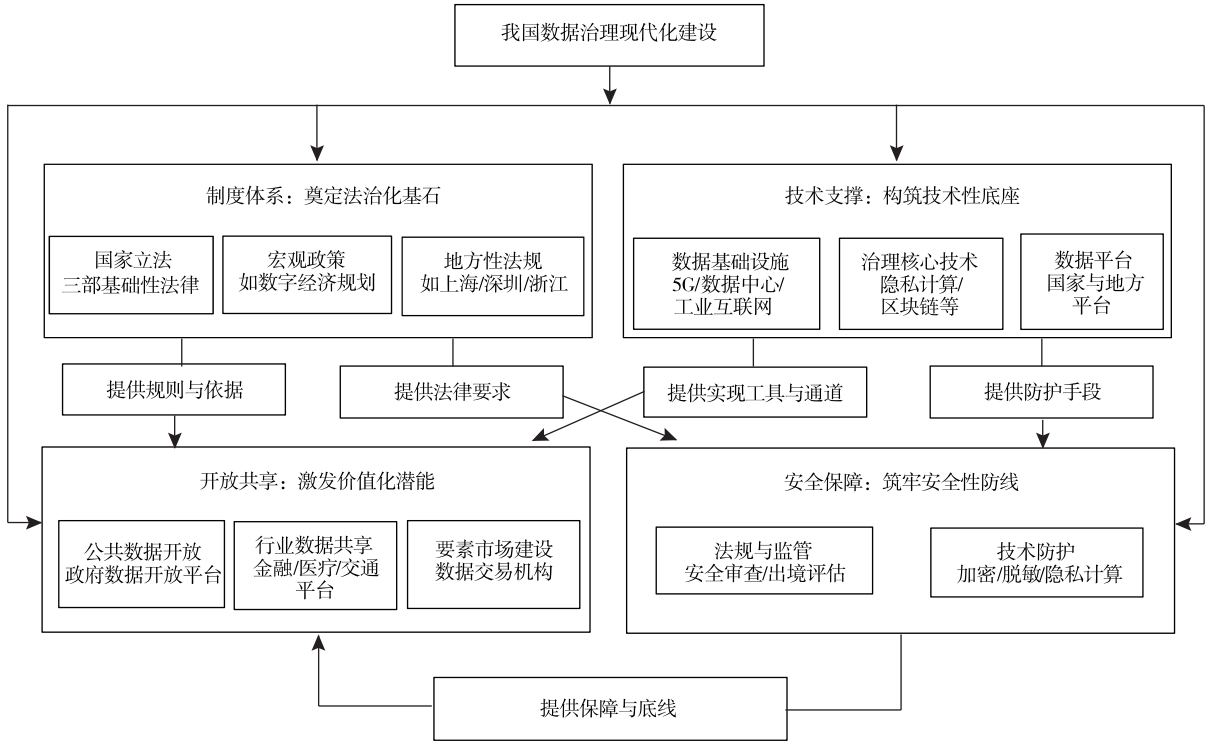 我国数据治理现代化建设
制度体系：奠定法治化基石
国家立法
三部基础性法律
宏观政策
如数字经济规划
地方性法规
如上海/深圳/浙江
技术支撑：构筑技术性底座
数据基础设施
5G/数据中心/
工业互联网
治理核心技术
隐私计算/
区块链等
数据平台
国家与地方
平台
提供规则与依据
提供法律要求
提供实现工具与通道
提供防护手段
开放共享：激发价值化潜能
公共数据开放
政府数据开放平台
行业数据共享
金融/医疗/交通
平台
要素市场建设
数据交易机构
安全保障：筑牢安全性防线
法规与监管
安全审查/出境评估
技术防护
加密/脱敏/隐私计算
提供保障与底线